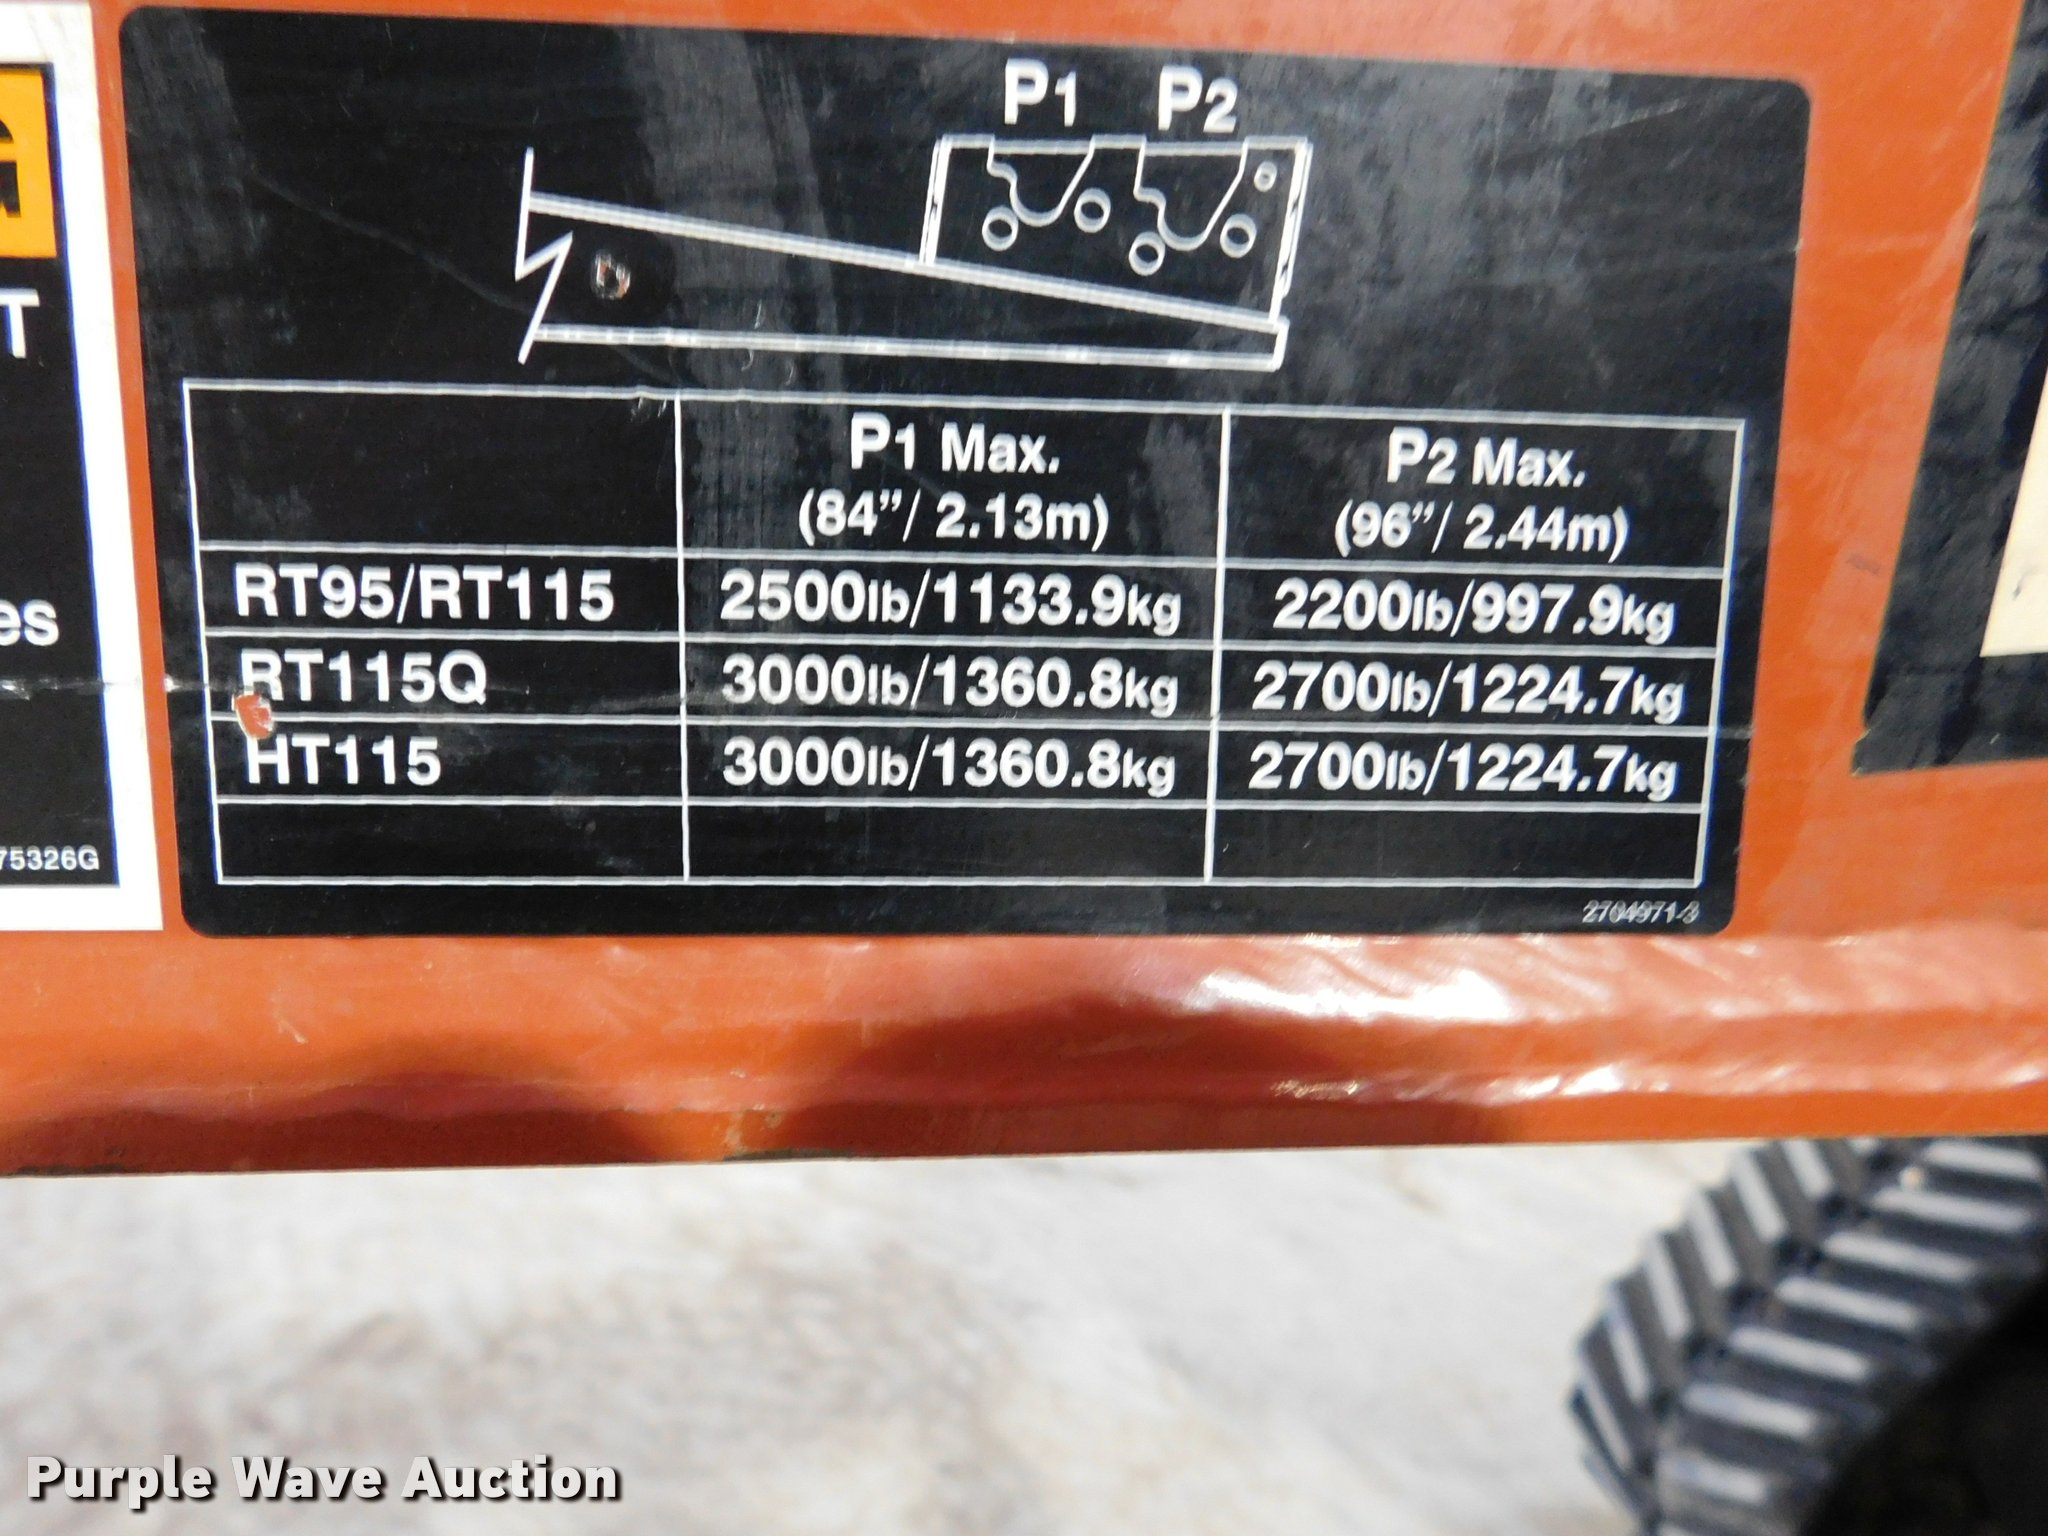 P1 P2
P1 Max. P2 Max.
(84”/ 2.13m) (96”/ 2.44m)
RT95/RT115 2500lb/1133.9kg 2200lb/997.9kg
RT115Q 3000lb/1360.8kg 2700lb/1224.7kg
HT115 3000lb/1360.8kg 2700lb/1224.7kg
2704971-3
T
es
75326G
Purple Wave Auction